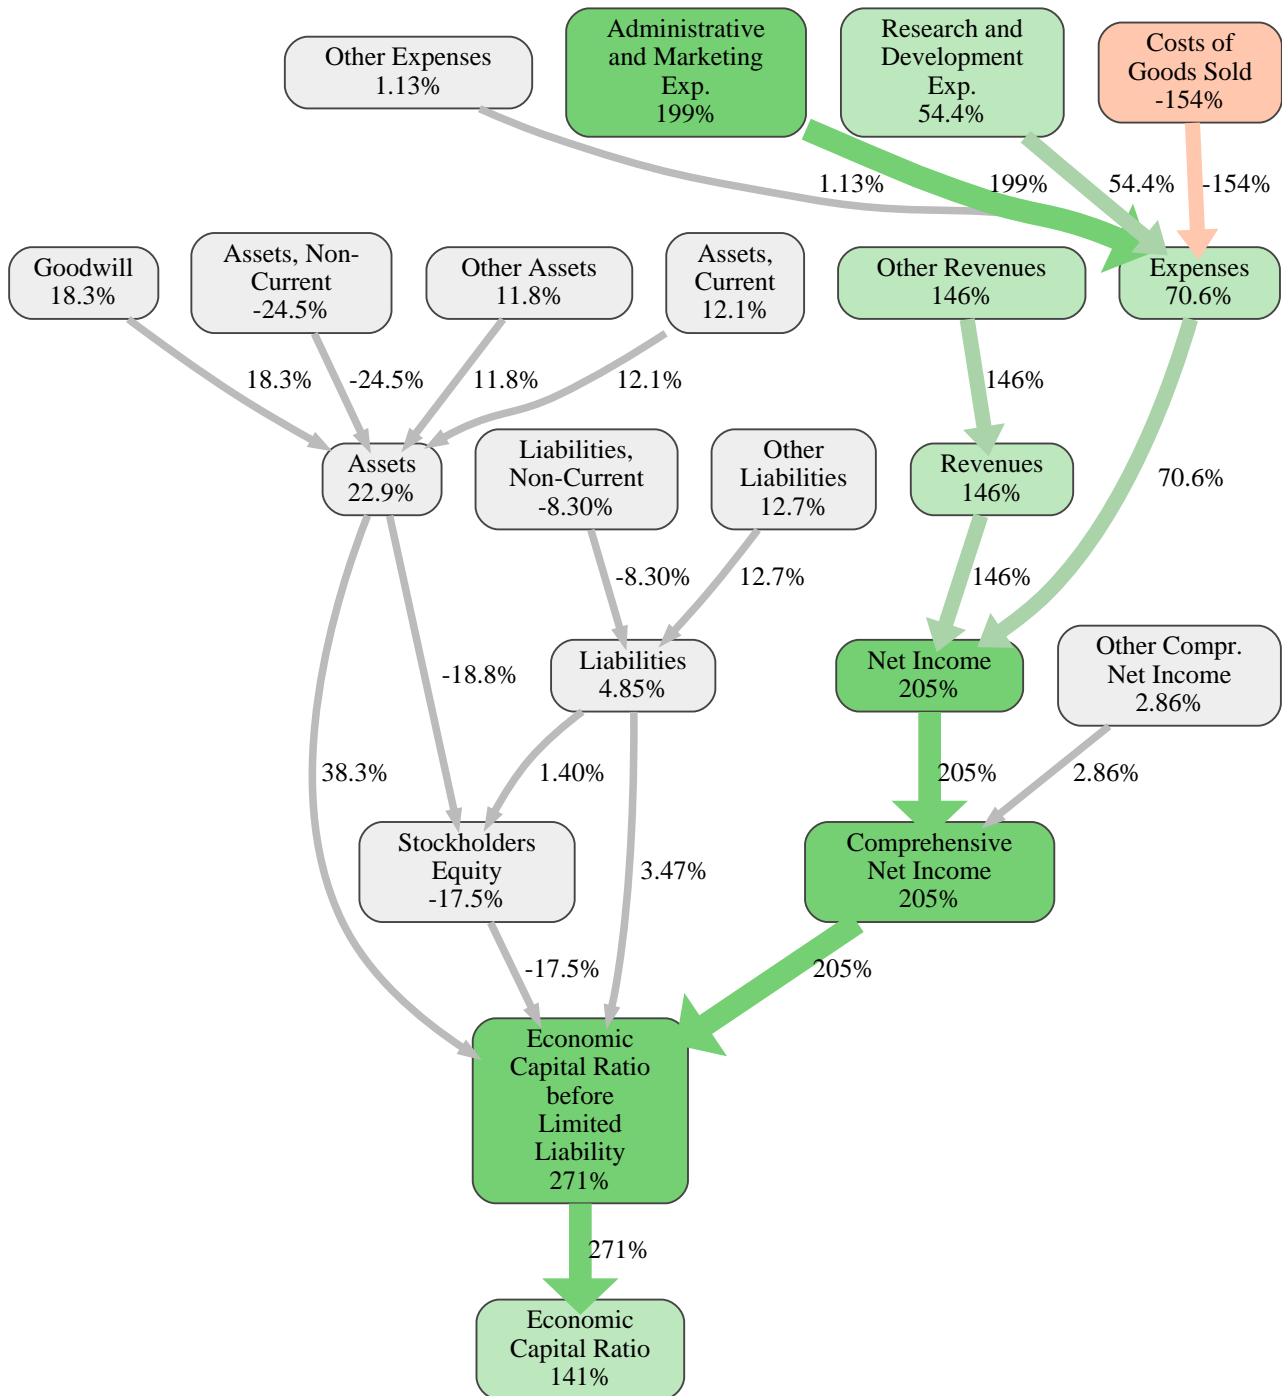 Other Expenses
1.13%
Administrative
and Marketing
Exp.
199%
Research and
Development
Exp.
54.4%
Costs of
Goods Sold
-154%
1.13%
199%
54.4%
-154%
Goodwill
18.3%
Assets, Non-
Current
-24.5%
Other Assets
11.8%
Assets,
Current
12.1%
Other Revenues
146%
Expenses
70.6%
18.3%
-24.5%
11.8%
12.1%
146%
Assets
22.9%
Liabilities,
Non-Current
-8.30%
Other
Liabilities
12.7%
Revenues
146%
70.6%
-8.30%
12.7%
146%
-18.8%
Liabilities
4.85%
Net Income
205%
Other Compr.
Net Income
2.86%
38.3%
1.40%
205%
2.86%
Stockholders
Equity
-17.5%
3.47%
Comprehensive
Net Income
205%
-17.5%
205%
Economic
Capital Ratio
before
Limited
Liability
271%
271%
Economic
Capital Ratio
141%